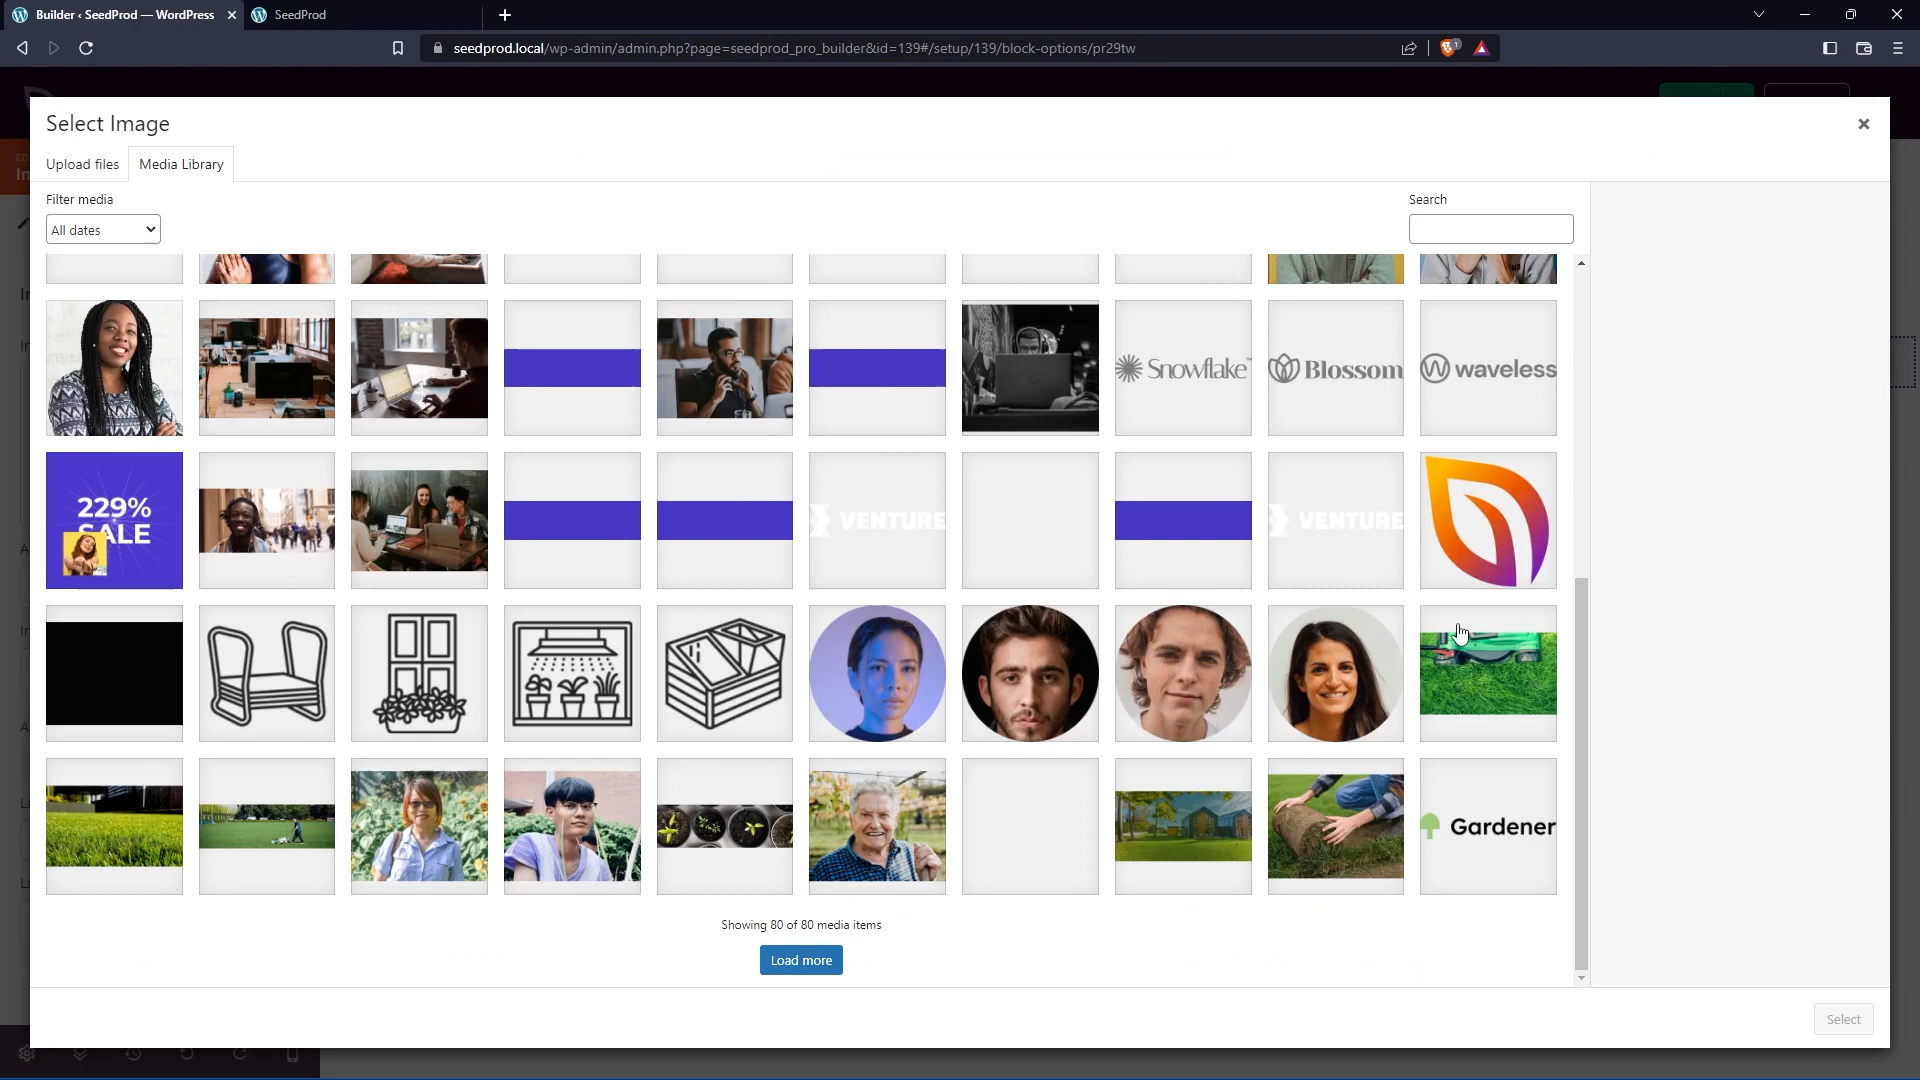 Builder ‹ SeedProd — WordPress
SeedProd
seedprod.local/wp-admin/admin.php?page=seedprod_pro_builder&id=139#/setup/139/block-options/pr29tw
1
Select Image
Upload files
Media Library
Filter media
Search
All dates
Snowflake
Blossom
waveless
229%
SALE
VENTURE
VENTURE
Gardener
Showing 80 of 80 media items
Load more
Select